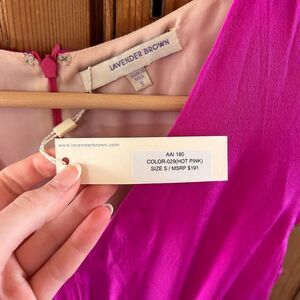 LAVENDER BROWN
S
www.lavenderbrown.com
AAI 180
COLOR-029(HOT PINK)
SIZE S / MSRP $191